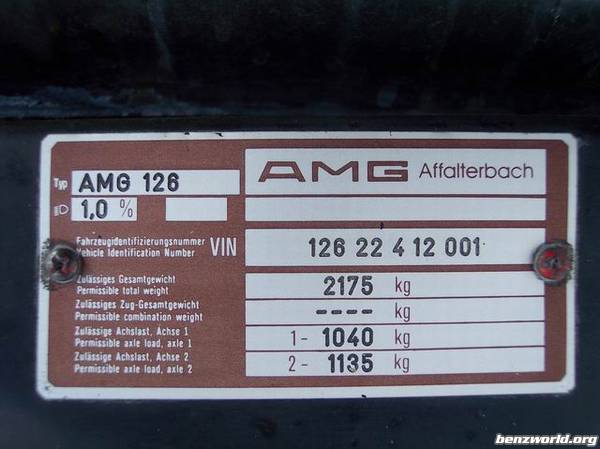 Typ AMG 126 AMG Affalterbach
1,0 %
Fahrzeugidentifizierungsnummer
Vehicle Identification Number VIN 126 22 4 12 001
Zulässiges Gesamtgewicht
Permissible total weight 2175 kg
Zulässiges Zug-Gesamtgewicht
Permissible combination weight ---- kg
Zulässige Achslast, Achse 1
Permissible axle load, axle 1 1- 1040 kg
Zulässige Achslast, Achse 2
Permissible axle load, axle 2 2- 1135 kg
benzworld.org